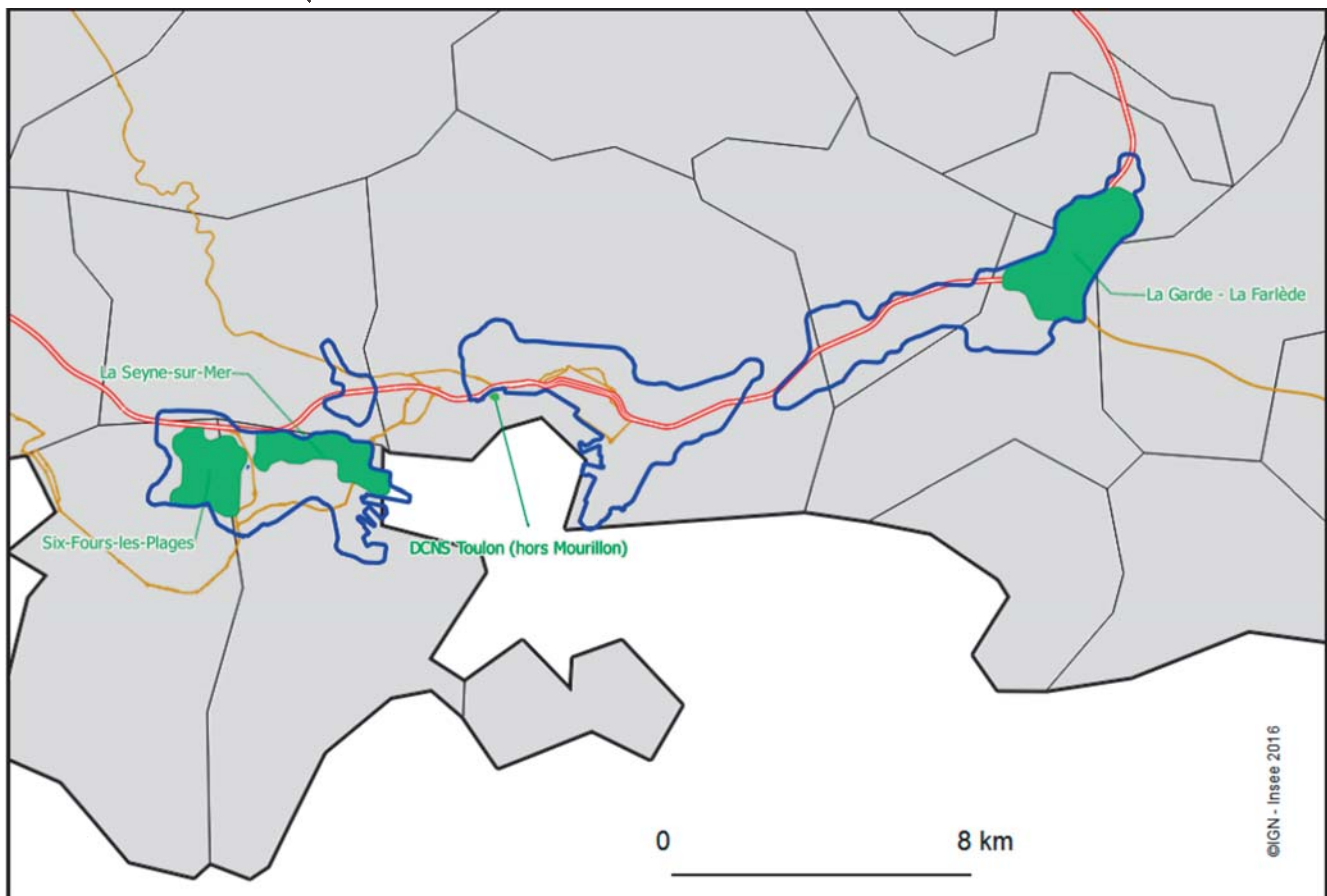 La Garde - La Farlède
La Seyne-sur-Mer
Six-Fours-les-Plages
DCNS Toulon (hors Mourillon)
0 8 km
©IGN - Insee 2016